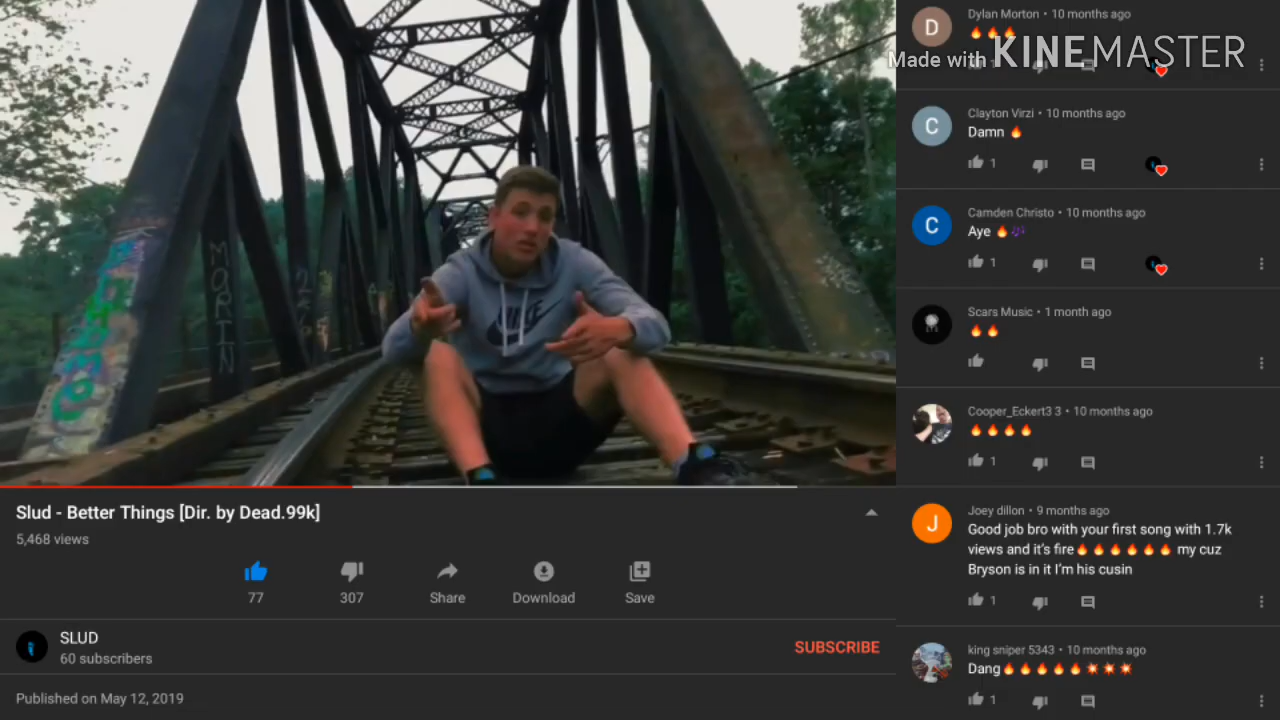 MORIN
NIKE
Slud - Better Things [Dir. by Dead.99k]
5,468 views
77
307
Share
Download
Save
SLUD
60 subscribers
SUBSCRIBE
Published on May 12, 2019
Dylan Morton • 10 months ago
🔥🔥🔥
Made with KINEMASTER
Clayton Virzi • 10 months ago
Damn 🔥
1
Camden Christo • 10 months ago
Aye 🔥🎶
1
Scars Music • 1 month ago
🔥🔥
Cooper_Eckert3 3 • 10 months ago
🔥🔥🔥🔥
1
Joey dillon • 9 months ago
Good job bro with your first song with 1.7k
views and it's fire🔥🔥🔥🔥🔥🔥 my cuz
Bryson is in it I'm his cusin
1
king sniper 5343 • 10 months ago
Dang🔥🔥🔥🔥🔥💥💥💥
1